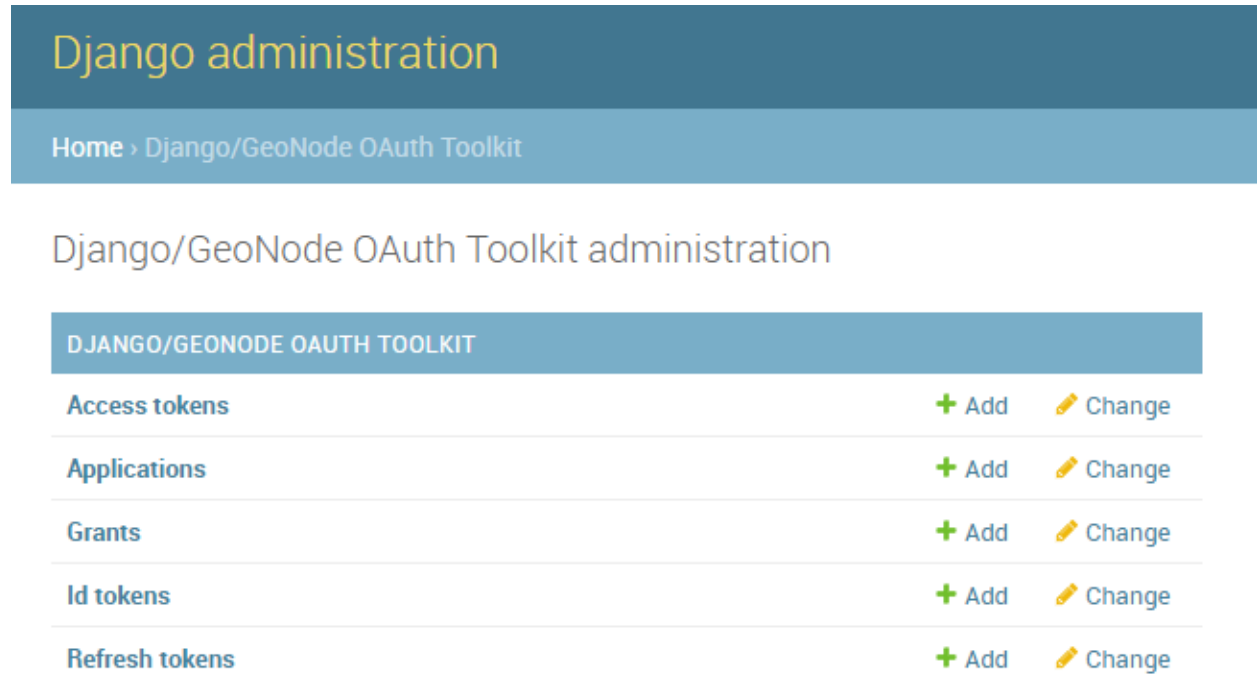 Django administration
Home › Django/GeoNode OAuth Toolkit
Django/GeoNode OAuth Toolkit administration
DJANGO/GEONODE OAUTH TOOLKIT
Access tokens Add Change
Applications Add Change
Grants Add Change
Id tokens Add Change
Refresh tokens Add Change